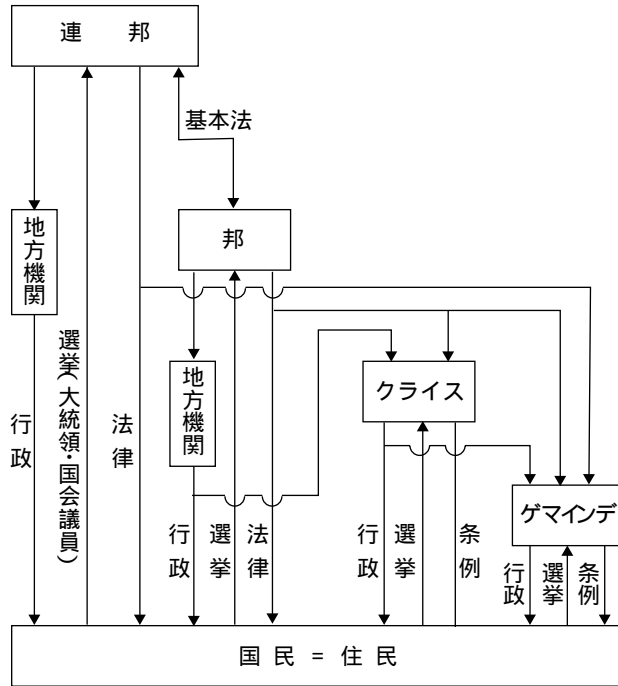 連　邦
基本法
地方機関
邦
選挙(大統領・国会議員)
地方機関
クライス
行政
法律
ゲマインデ
行政
選挙
法律
行政
選挙
条例
行政
選挙
条例
国 民 = 住 民